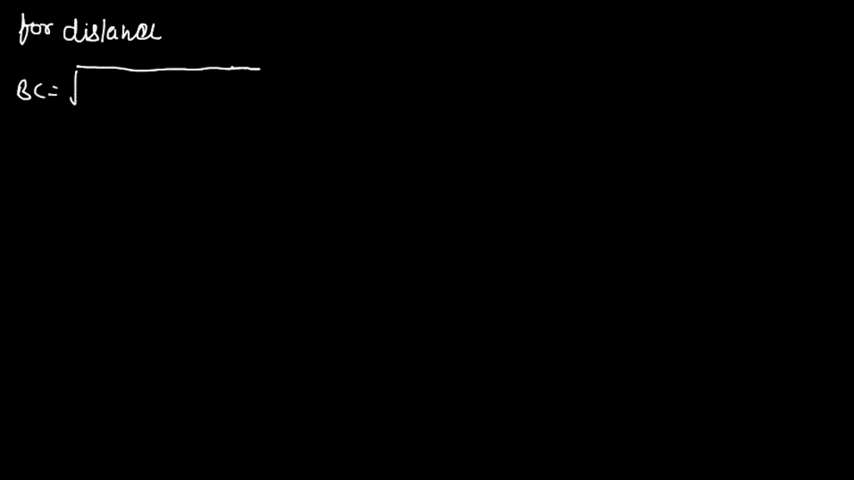 for distance
BC = √